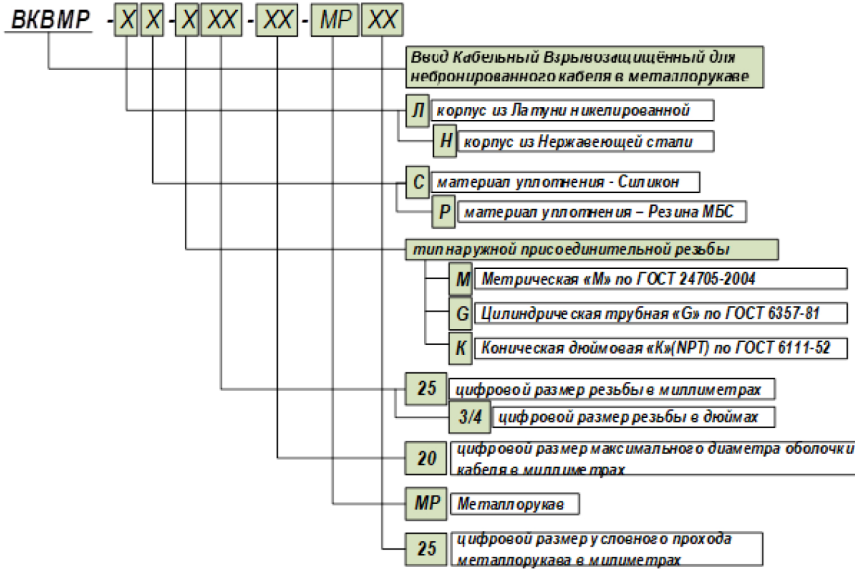 ВКВМР -Х Х -Х ХХ -ХХ - МР ХХ
Ввод Кабельный Взрывозащищённый для
небронированного кабеля в металлорукаве
Л корпус из Латуни никелированной
Н корпус из Нержавеющей стали
С материал уплотнения - Силикон
Р материал уплотнения – Резина МБС
тип наружной присоединительной резьбы
М Метрическая «М» по ГОСТ 24705-2004
G Цилиндрическая трубная «G» по ГОСТ 6357-81
К Коническая дюймовая «К»(NPT) по ГОСТ 6111-52
25 цифровой размер резьбы в миллиметрах
3/4 цифровой размер резьбы в дюймах
20 цифровой размер максимального диаметра оболочки
кабеля в миллиметрах
МР Металлорукав
25 цифровой размер условного прохода
металлорукава в милиметрах